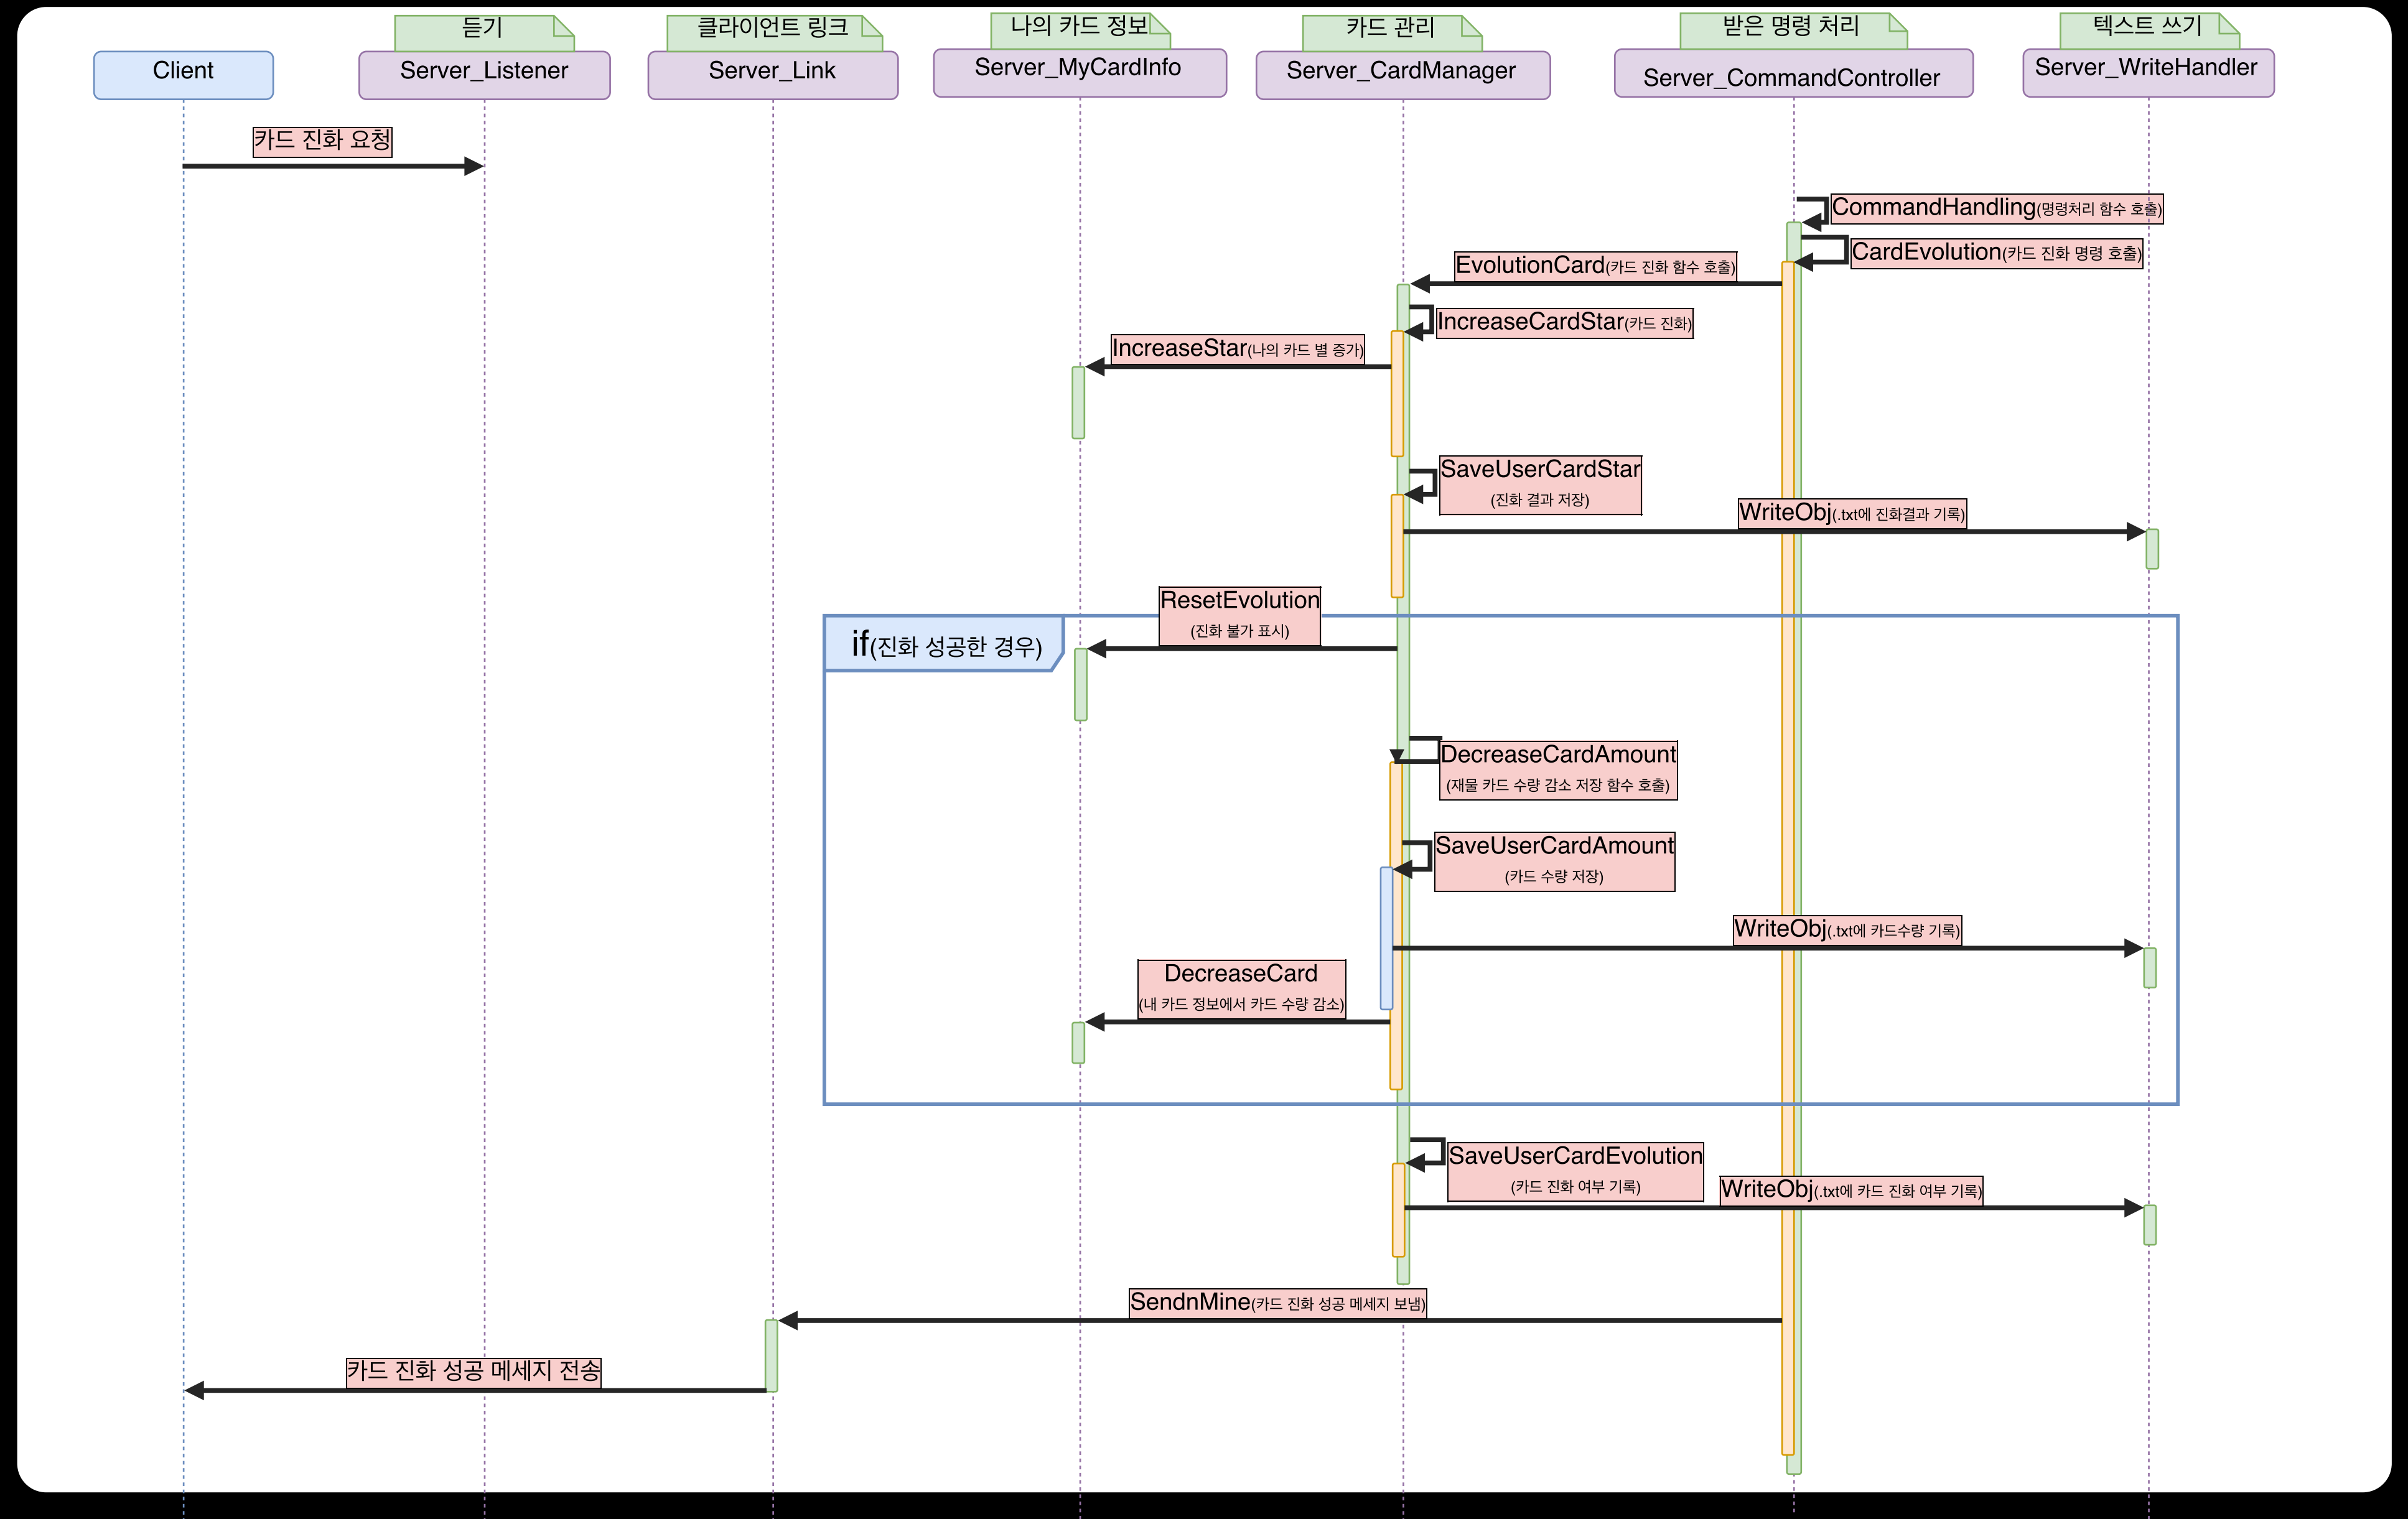 듣기
클라이언트 링크
나의 카드 정보
카드 관리
받은 명령 처리
텍스트 쓰기
Client
Server_Listener
Server_Link
Server_MyCardInfo
Server_CardManager
Server_CommandController
Server_WriteHandler
카드 진화 요청
CommandHandling(명령처리 함수 호출)
CardEvolution(카드 진화 명령 호출)
EvolutionCard(카드 진화 함수 호출)
IncreaseCardStar(카드 진화)
IncreaseStar(나의 카드 별 증가)
SaveUserCardStar
(진화 결과 저장)
WriteObj(.txt에 진화결과 기록)
ResetEvolution
(진화 불가 표시)
if(진화 성공한 경우)
DecreaseCardAmount
(재물 카드 수량 감소 저장 함수 호출)
SaveUserCardAmount
(카드 수량 저장)
WriteObj(.txt에 카드수량 기록)
DecreaseCard
(내 카드 정보에서 카드 수량 감소)
SaveUserCardEvolution
(카드 진화 여부 기록)
WriteObj(.txt에 카드 진화 여부 기록)
SendnMine(카드 진화 성공 메세지 보냄)
카드 진화 성공 메세지 전송